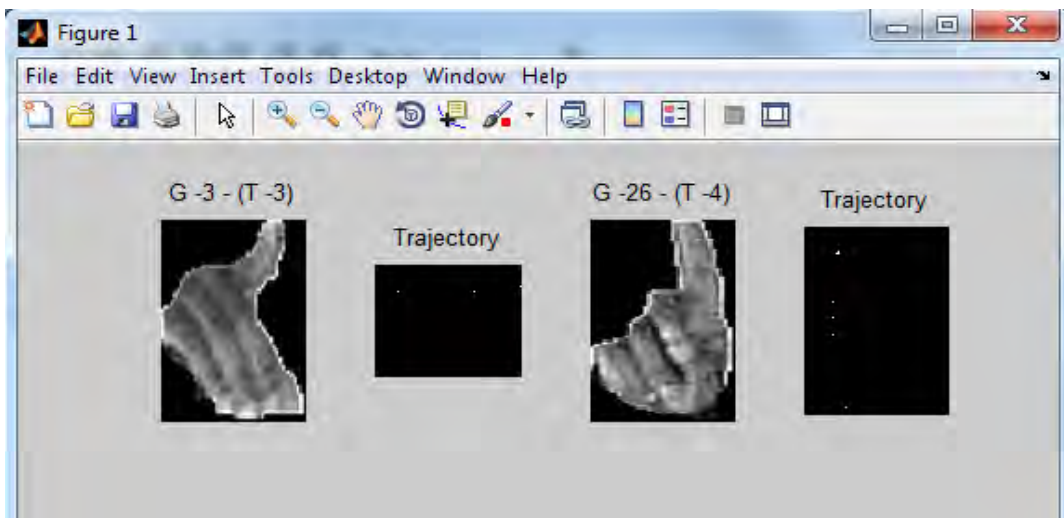 Figure 1
File Edit View Insert Tools Desktop Window Help
G -3 - (T -3)
Trajectory
G -26 - (T -4)
Trajectory